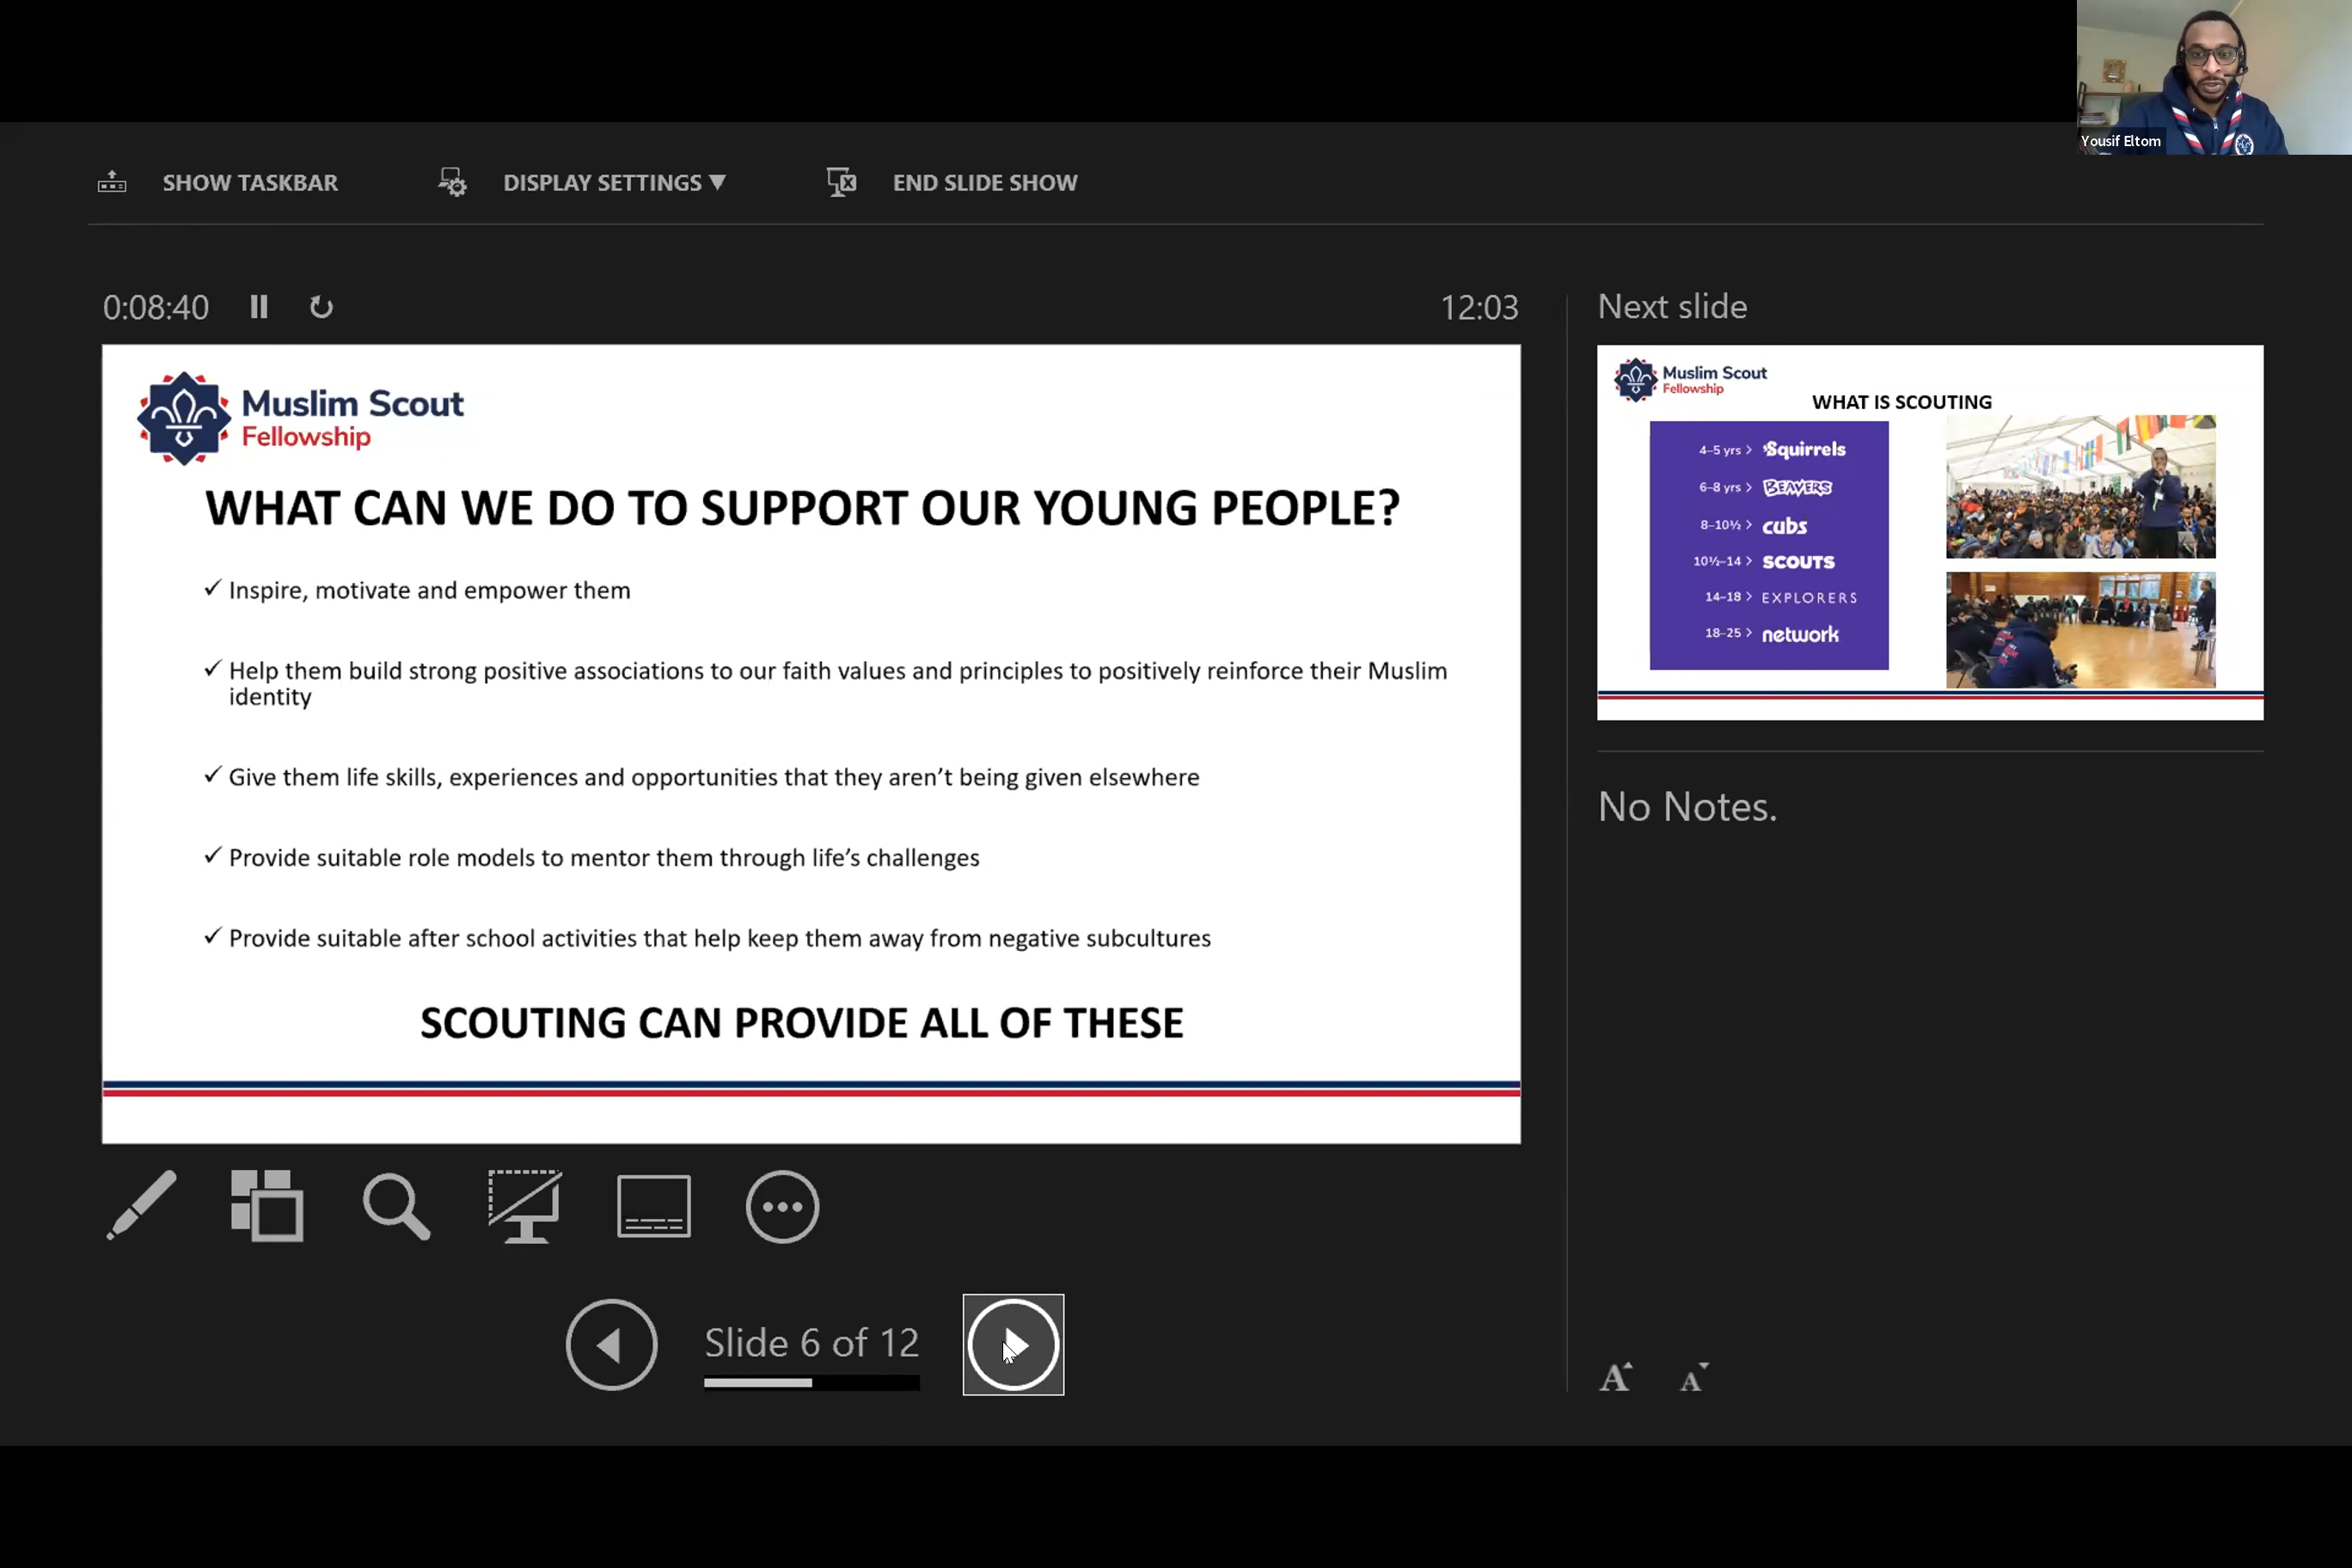 Yousif Eltom
SHOW TASKBAR
DISPLAY SETTINGS ▼
END SLIDE SHOW
0:08:40
12:03
Muslim Scout
Fellowship
WHAT CAN WE DO TO SUPPORT OUR YOUNG PEOPLE?
✓ Inspire, motivate and empower them
✓ Help them build strong positive associations to our faith values and principles to positively reinforce their Muslim
identity
✓ Give them life skills, experiences and opportunities that they aren’t being given elsewhere
✓ Provide suitable role models to mentor them through life’s challenges
✓ Provide suitable after school activities that help keep them away from negative subcultures
SCOUTING CAN PROVIDE ALL OF THESE
Slide 6 of 12
Next slide
Muslim Scout
Fellowship
WHAT IS SCOUTING
4–5 yrs > Squirrels
6–8 yrs > BEAVERS
8–10½ > cubs
10½–14 > SCOUTS
14–18 > EXPLORERS
18–25 > network
No Notes.
A A